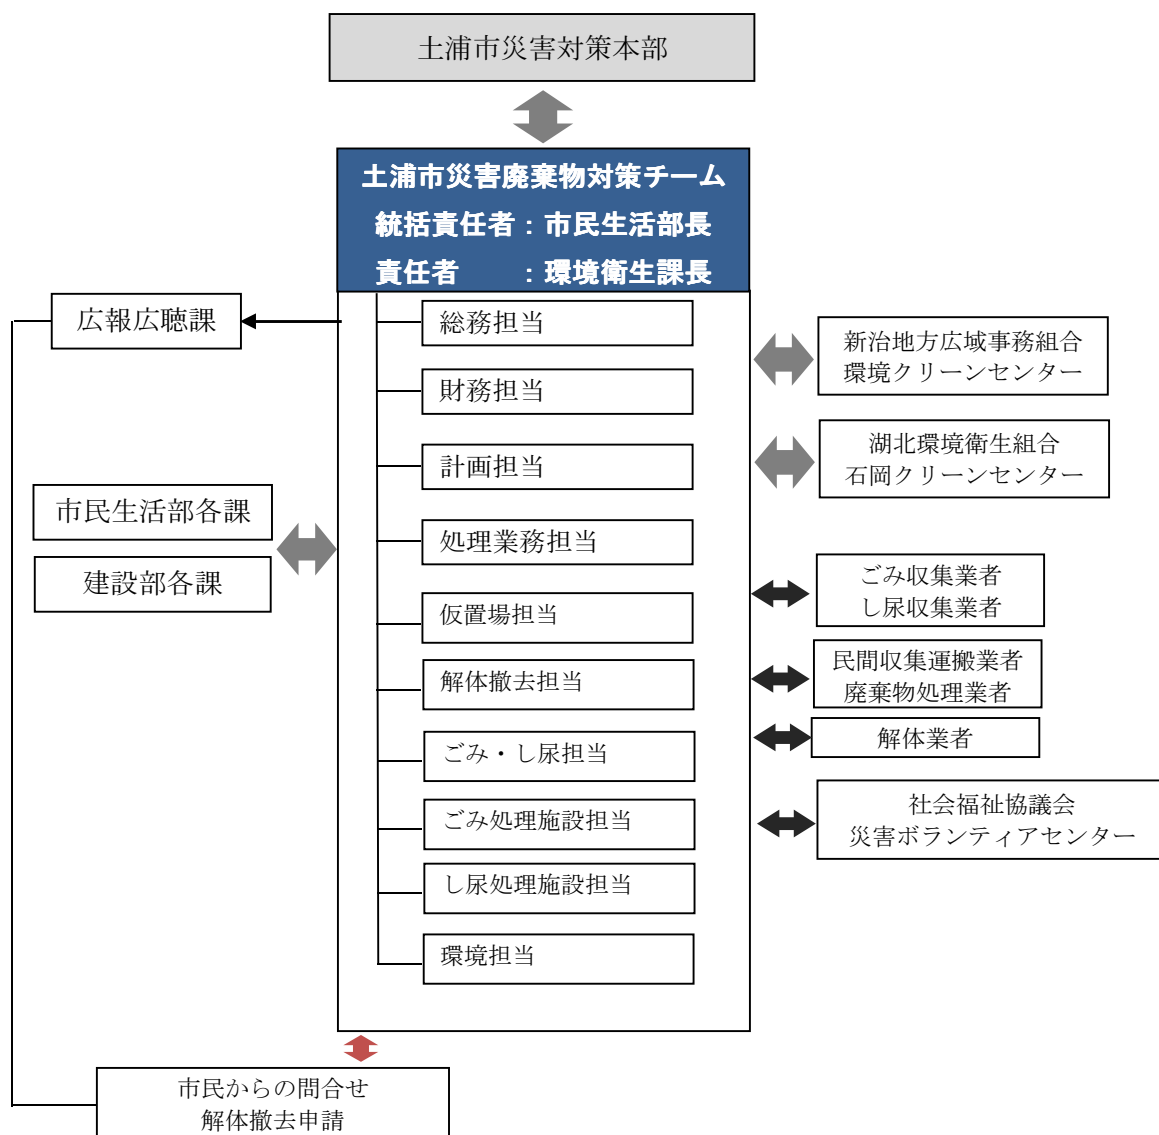 土浦市災害対策本部
土浦市災害廃棄物対策チーム
統括責任者：市民生活部長
責任者　　：環境衛生課長
広報広聴課
市民生活部各課
建設部各課
総務担当
財務担当
計画担当
処理業務担当
仮置場担当
解体撤去担当
ごみ・し尿担当
ごみ処理施設担当
し尿処理施設担当
環境担当
新治地方広域事務組合
環境クリーンセンター
湖北環境衛生組合
石岡クリーンセンター
ごみ収集業者
し尿収集業者
民間収集運搬業者
廃棄物処理業者
解体業者
社会福祉協議会
災害ボランティアセンター
市民からの問合せ
解体撤去申請